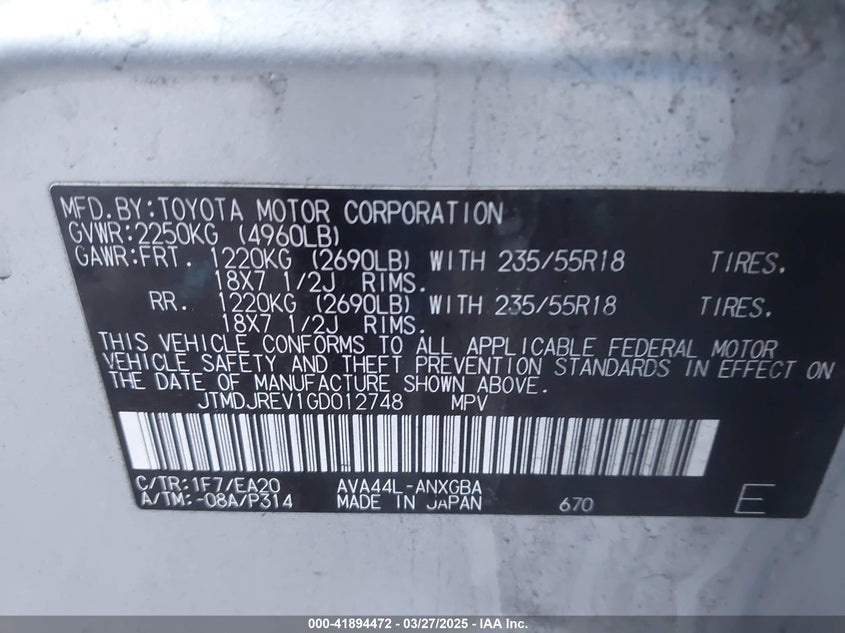 MFD.BY:TOYOTA MOTOR CORPORATION
GVWR:2250KG (4960LB)
GAWR:FRT. 1220KG (2690LB) WITH 235/55R18 TIRES.
18X7 1/2J RIMS.
RR. 1220KG (2690LB) WITH 235/55R18 TIRES.
18X7 1/2J RIMS.
THIS VEHICLE CONFORMS TO ALL APPLICABLE FEDERAL MOTOR
VEHICLE SAFETY AND THEFT PREVENTION STANDARDS IN EFFECT ON
THE DATE OF MANUFACTURE SHOWN ABOVE.
JTMDJREV1GD012748 MPV
C/TR:1F7/EA20 AVA44L-ANXGBA
A/TM:-08A/P314 MADE IN JAPAN 670 E
000-41894472 - 03/27/2025 - IAA Inc.